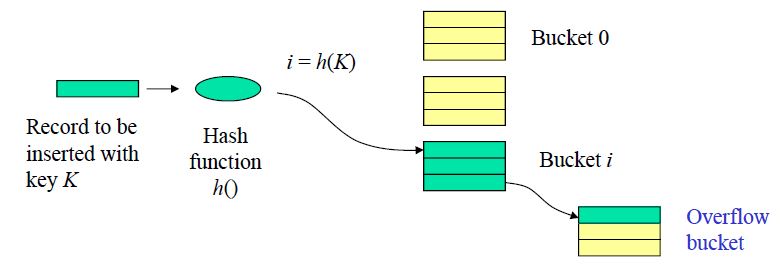 Bucket 0
i = h(K)
Record to be
inserted with
key K
Hash
function
h()
Bucket i
Overflow
bucket